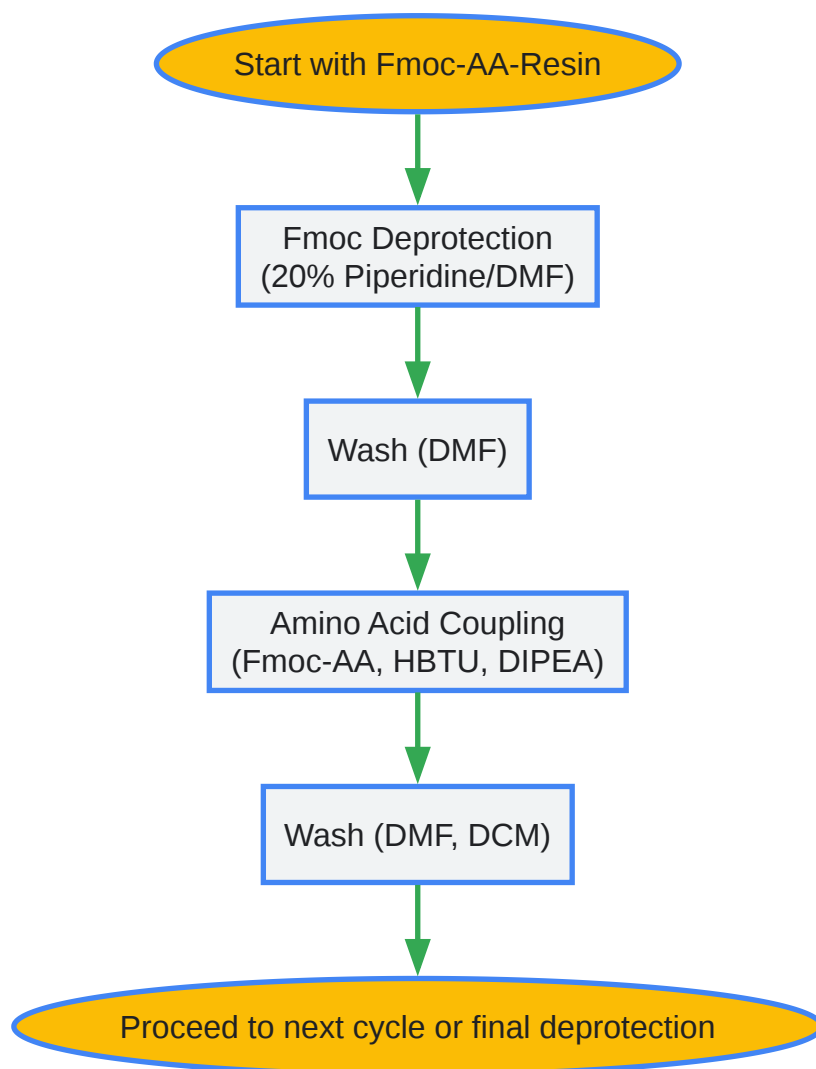 Start with Fmoc-AA-Resin
Fmoc Deprotection
(20% Piperidine/DMF)
Wash (DMF)
Amino Acid Coupling
(Fmoc-AA, HBTU, DIPEA)
Wash (DMF, DCM)
Proceed to next cycle or final deprotection